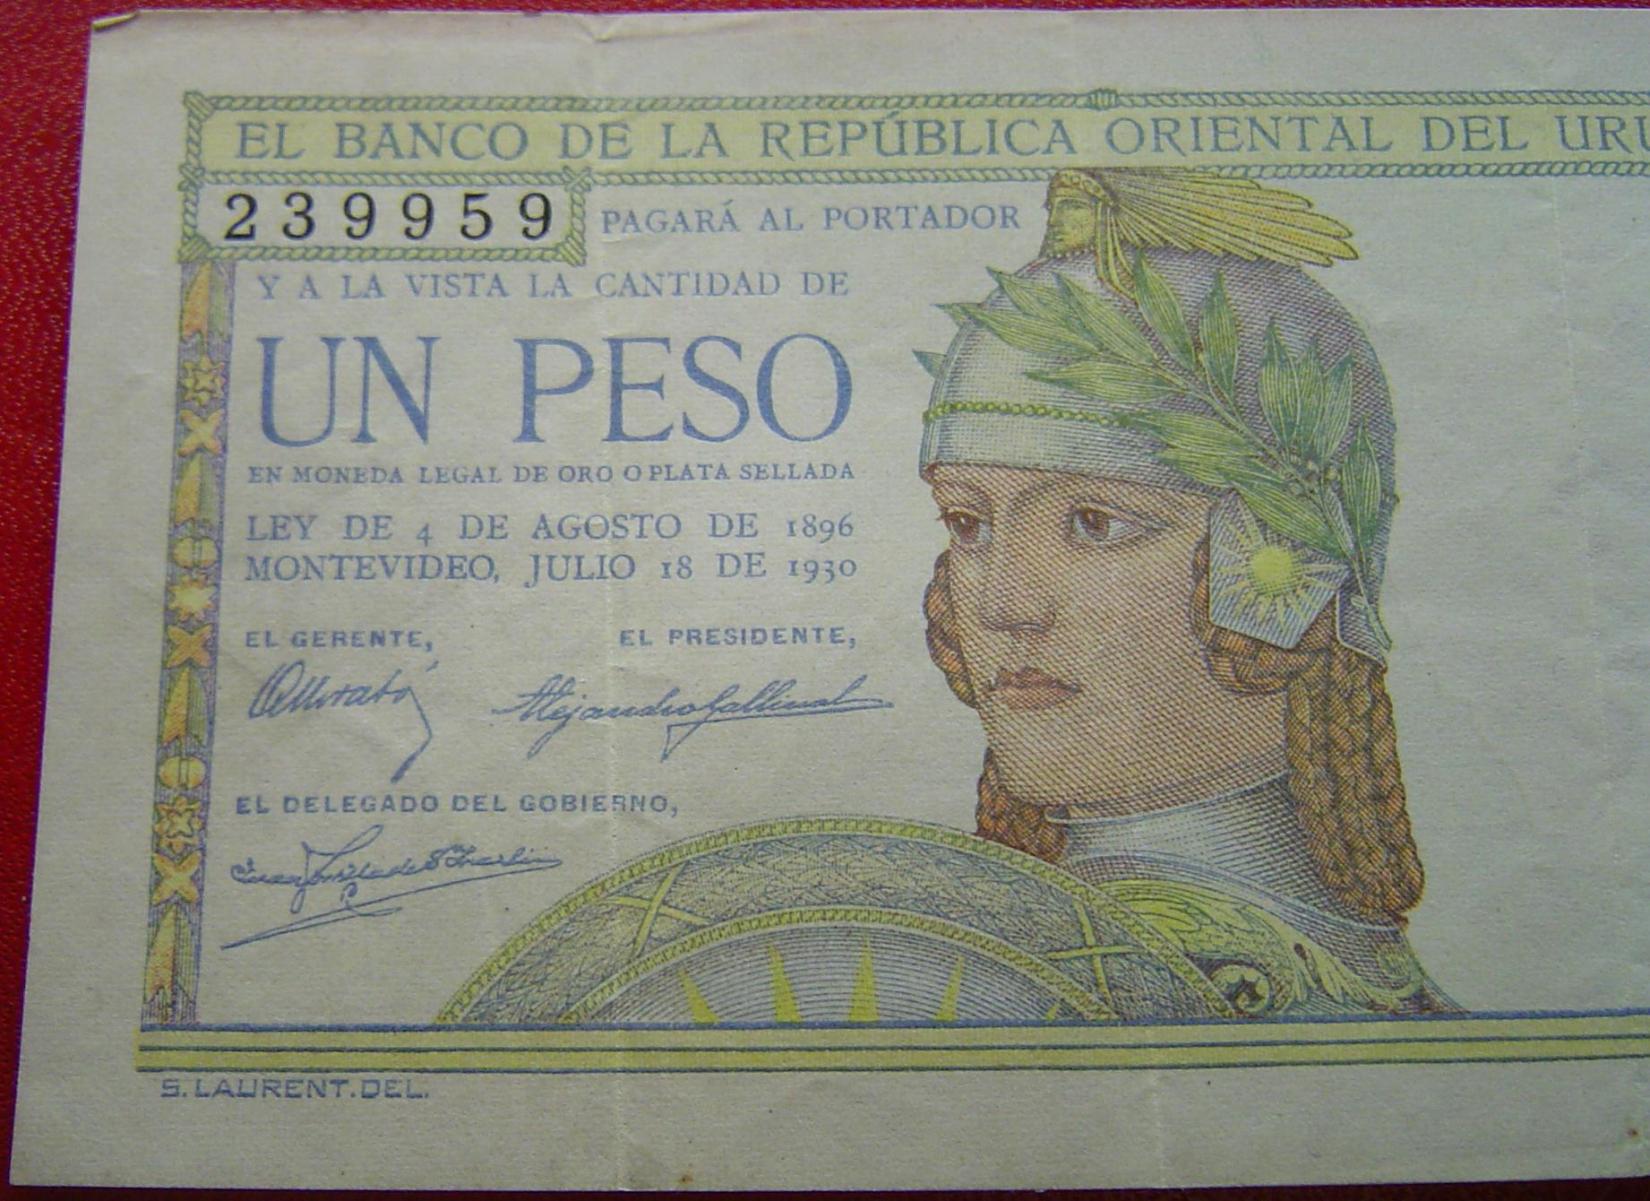 EL BANCO DE LA REPÚBLICA ORIENTAL DEL URU
239959 PAGARÁ AL PORTADOR
Y A LA VISTA LA CANTIDAD DE
UN PESO
EN MONEDA LEGAL DE ORO O PLATA SELLADA
LEY DE 4 DE AGOSTO DE 1896
MONTEVIDEO, JULIO 18 DE 1930
EL GERENTE, EL PRESIDENTE,
Alejandro Gallinal
EL DELEGADO DEL GOBIERNO,
S. LAURENT. DEL.